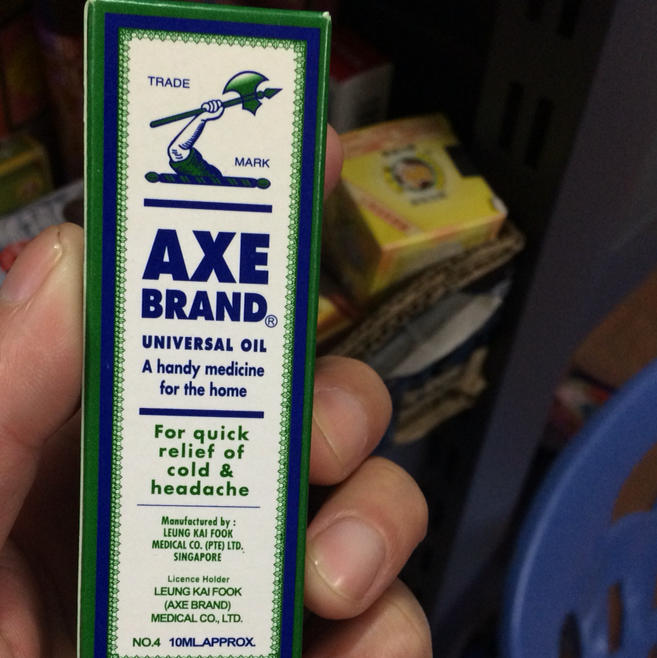 TRADE
MARK
AXE
BRAND®
UNIVERSAL OIL
A handy medicine
for the home
For quick
relief of
cold &
headache
Manufactured by :
LEUNG KAI FOOK
MEDICAL CO. (PTE) LTD.
SINGAPORE
Licence Holder
LEUNG KAI FOOK
(AXE BRAND)
MEDICAL CO., LTD.
NO.4 10ML.APPROX.